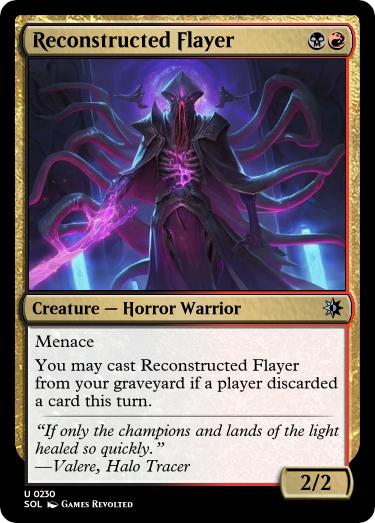 Reconstructed Flayer
Creature — Horror Warrior
Menace
You may cast Reconstructed Flayer
from your graveyard if a player discarded
a card this turn.
“If only the champions and lands of the light
healed so quickly.”
—Valere, Halo Tracer
2/2
U 0230
SOL Games Revolted